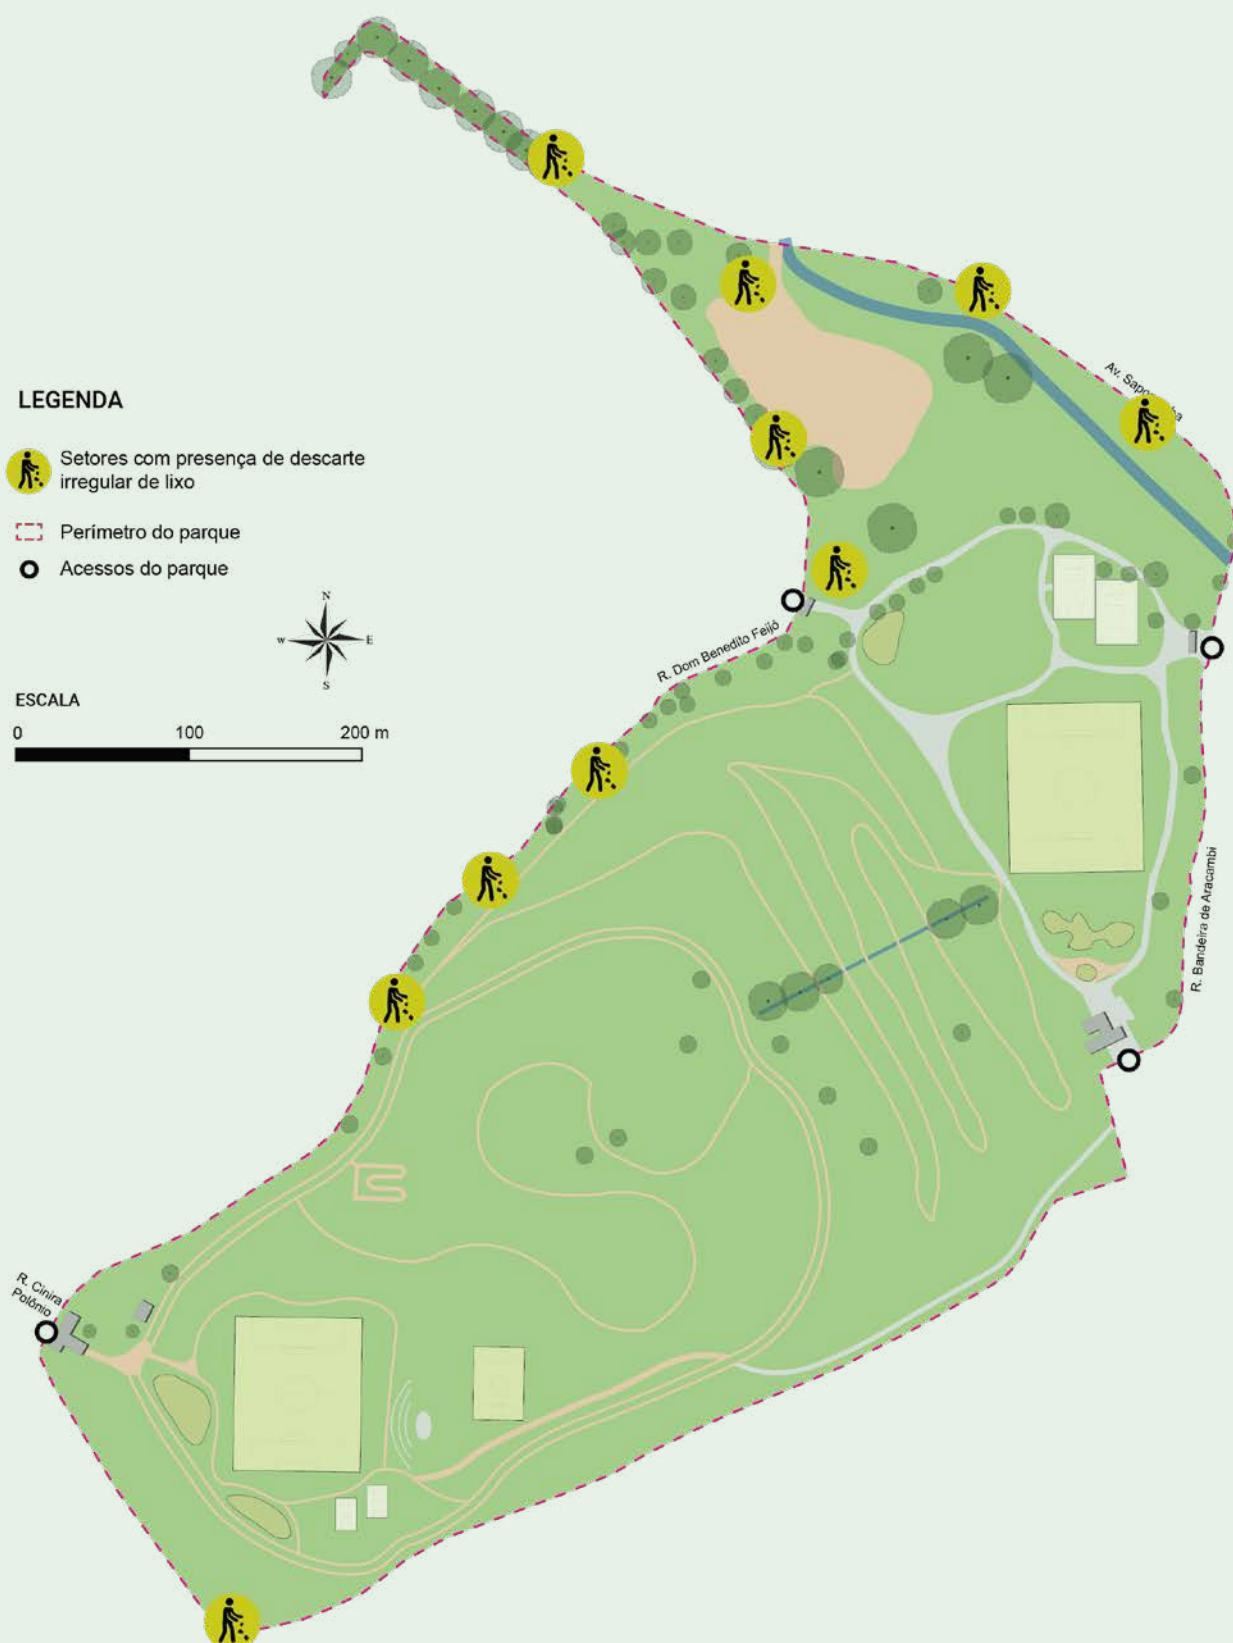 LEGENDA
Setores com presença de descarte
irregular de lixo
Perímetro do parque
Acessos do parque
N
W
E
S
ESCALA
0 100 200 m
Av.
R. Dom Benedito Feijó
R. Bandeira de Aracambi
R. Cinira
Polônio